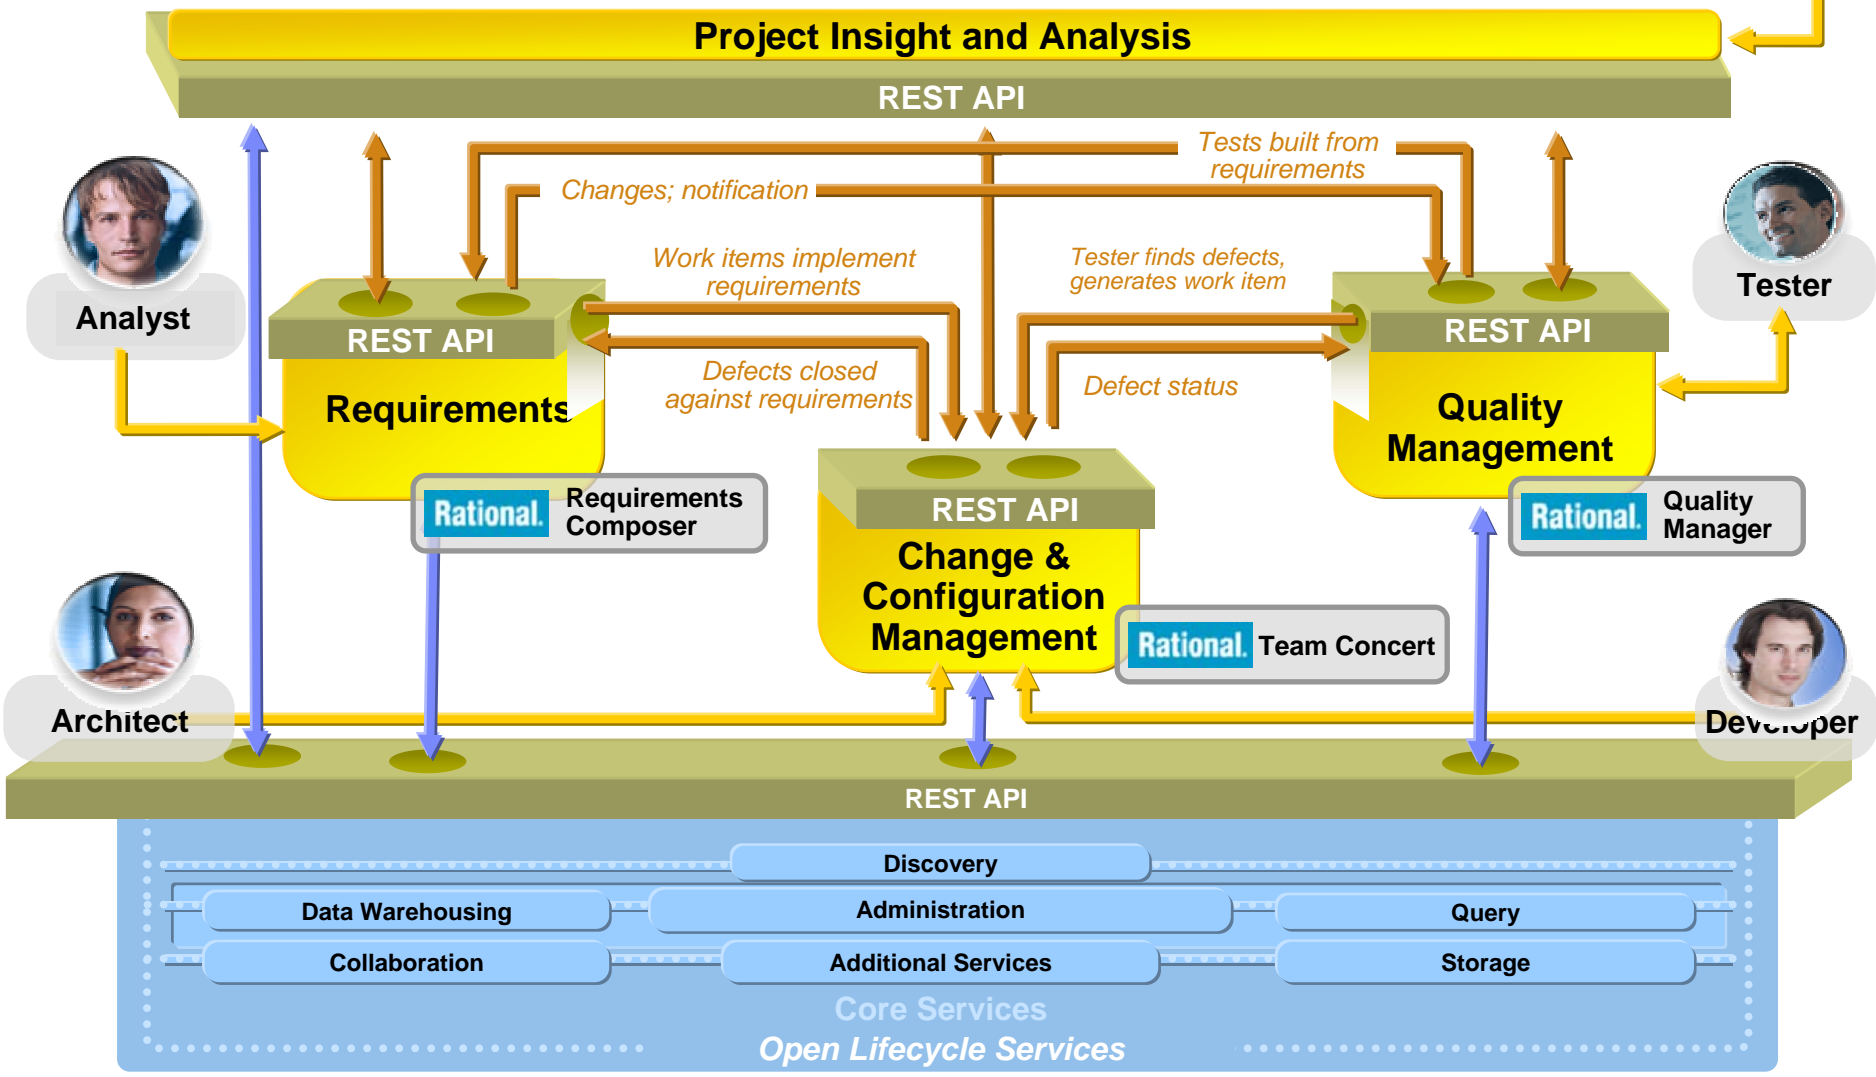 Project Insight and Analysis
REST API
Tests built from
requirements
Changes; notification
Work items implement
requirements
Tester finds defects,
generates work item
Analyst
Tester
REST API
REST API
Defects closed
against requirements
Defect status
Requirements
Quality
Management
Rational.
Requirements
Composer
REST API
Rational.
Quality
Manager
Change &
Configuration
Management
Rational.
Team Concert
Architect
Developer
REST API
Discovery
Data Warehousing
Administration
Query
Collaboration
Additional Services
Storage
Core Services
Open Lifecycle Services